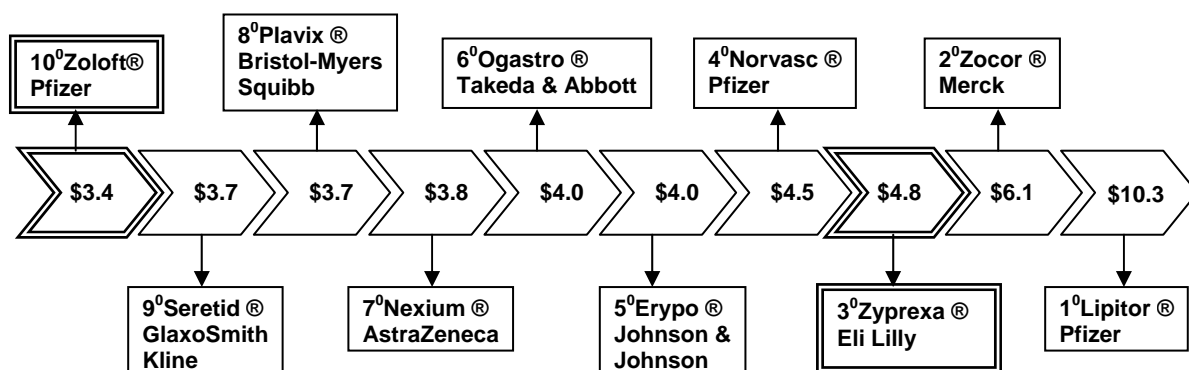 10⁰Zoloft®
Pfizer
8⁰Plavix ®
Bristol-Myers
Squibb
6⁰Ogastro ®
Takeda & Abbott
4⁰Norvasc ®
Pfizer
2⁰Zocor ®
Merck
$3.4
$3.7
$3.7
$3.8
$4.0
$4.0
$4.5
$4.8
$6.1
$10.3
9⁰Seretid ®
GlaxoSmith
Kline
7⁰Nexium ®
AstraZeneca
5⁰Erypo ®
Johnson &
Johnson
3⁰Zyprexa ®
Eli Lilly
1⁰Lipitor ®
Pfizer